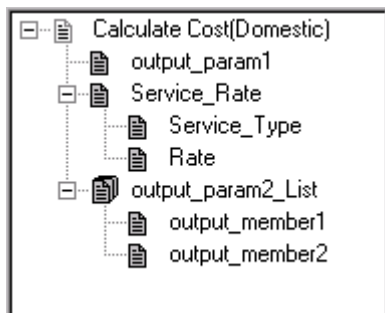 Calculate Cost(Domestic)
output_param1
Service_Rate
Service_Type
Rate
output_param2_List
output_member1
output_member2